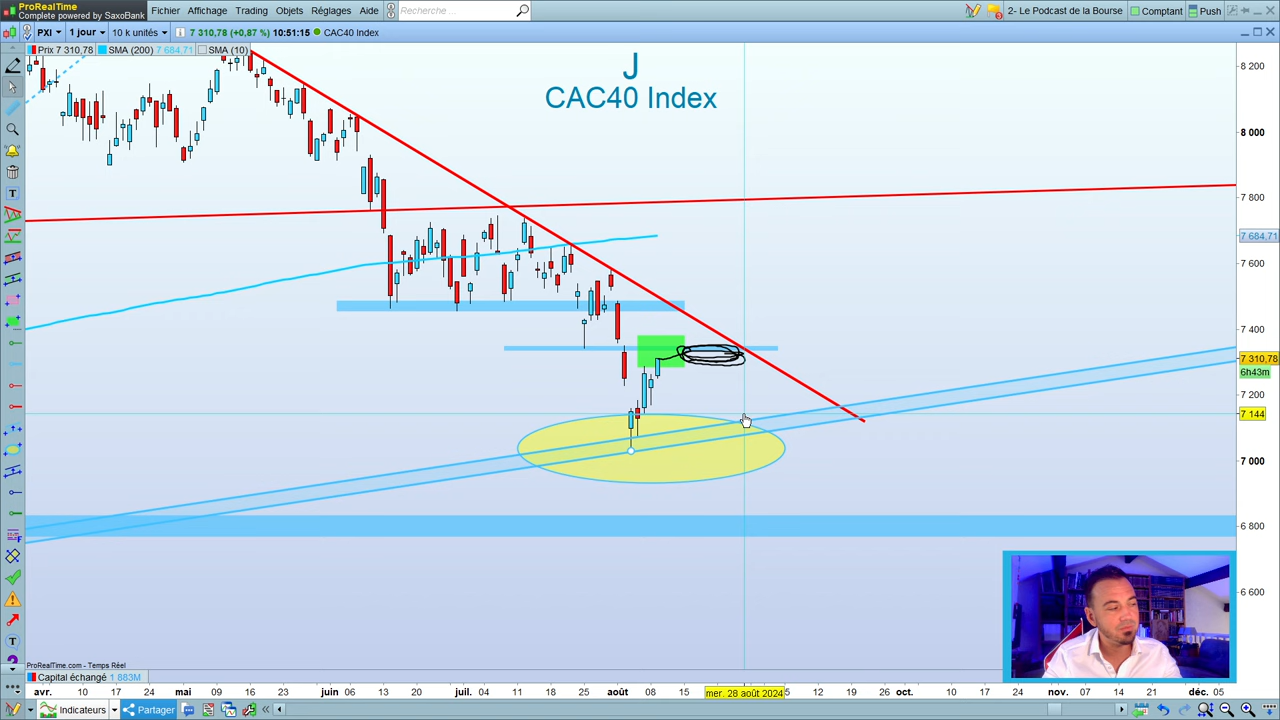 ProRealTime
Complete powered by SaxoBank
Fichier Affichage Trading Options Réglages Aide Recherche ... 2- Le Podcast de la Bourse Comptant Push
PXI 1 jour 10 k unités 7 310,78 (+0,87 %) 10:51:15 CAC40 Index
Prix 7 310,78 SMA (200) 7 684,71 SMA (10)
J
CAC40 Index
8 200
8 000
7 800
7 684,71
7 600
7 400
7 310,78
6h43m
7 200
7 144
7 000
6 800
6 600
ProRealTime.com - Temps Réel
Capital échangé 1 883M
avr. 10 17 24 mai 09 16 23 juin 06 13 20 27 juil. 04 11 18 25 août 08 15 mer. 28 août 2024 5 12 19 26 oct. 10 17 24 nov. 07 14 21 déc. 05
Indicateurs Partager